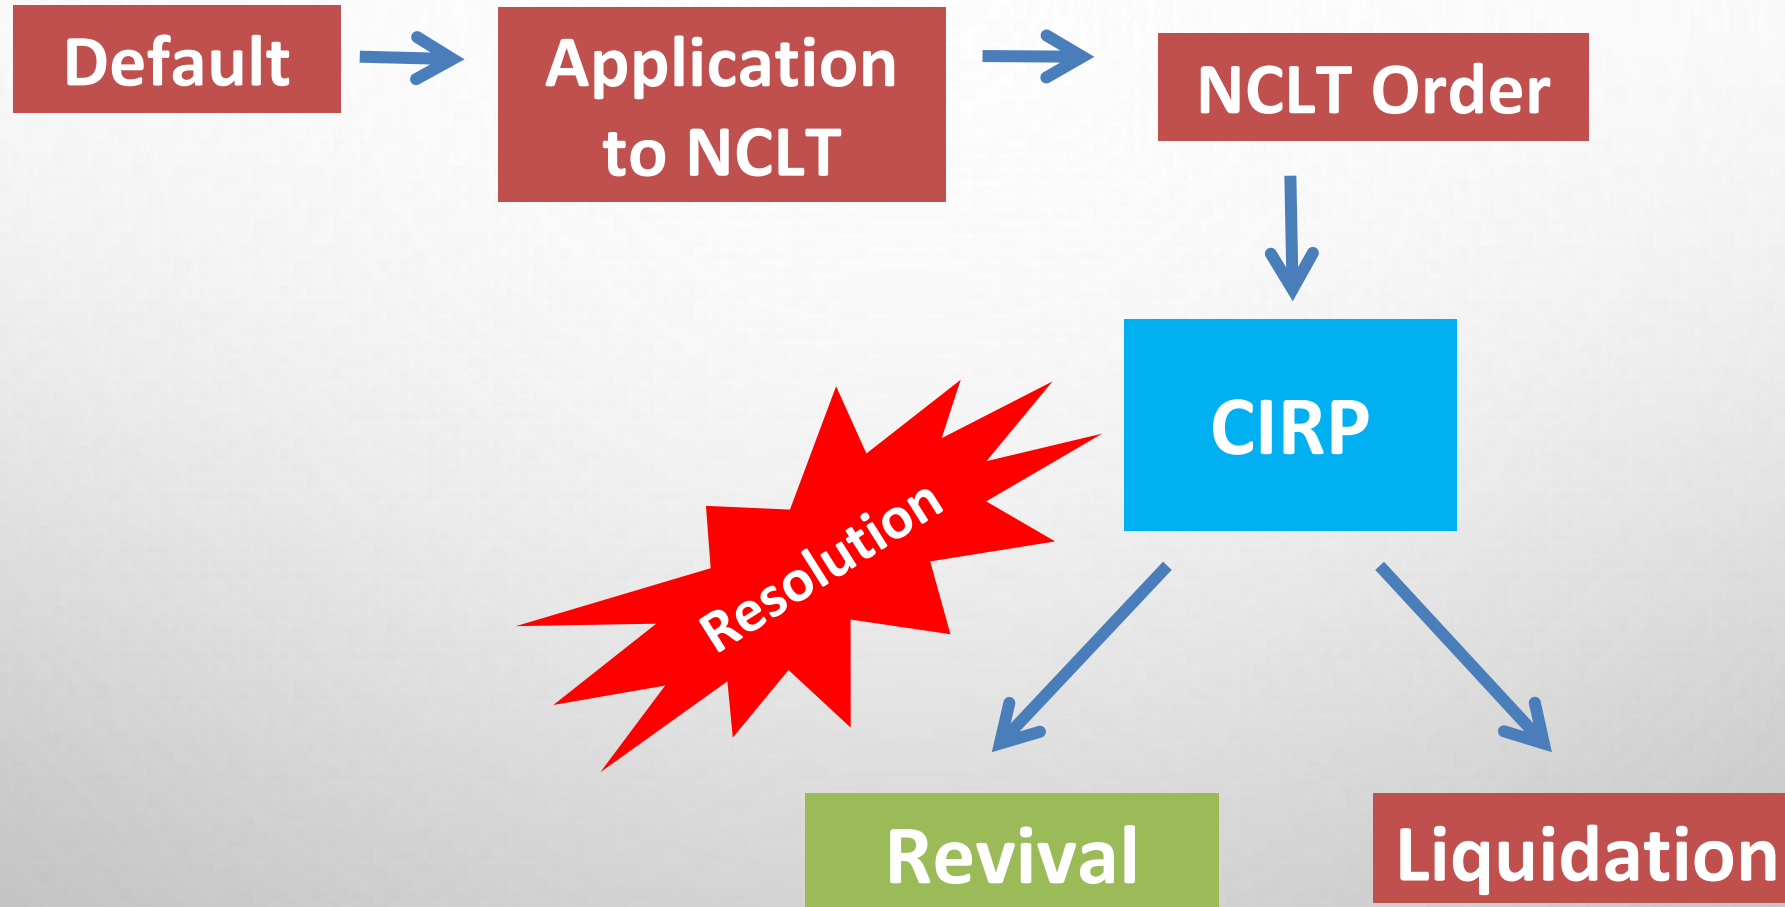 Default
Application
to NCLT
NCLT Order
CIRP
Resolution
Revival
Liquidation